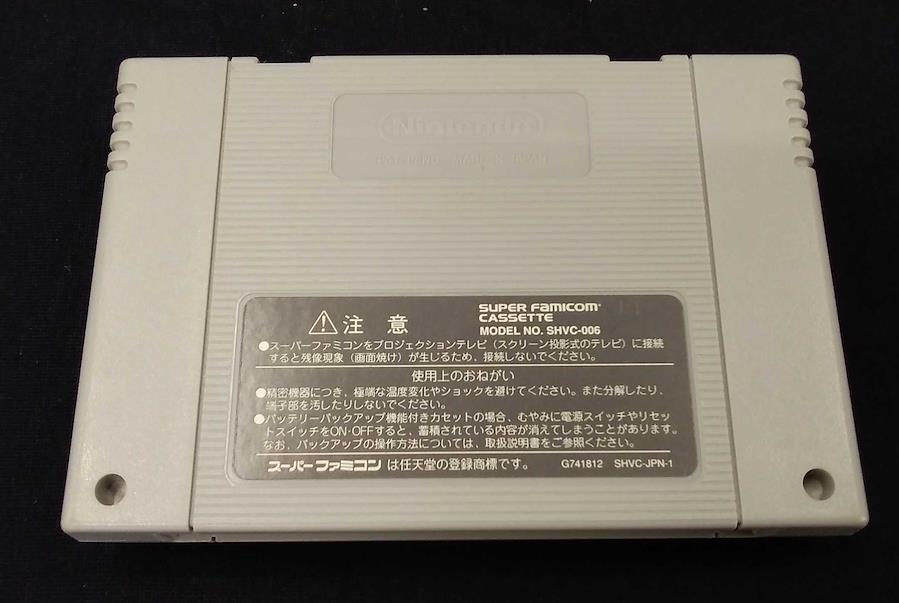 Nintendo
PAT. PEND. MADE IN JAPAN
注 意
SUPER FAMICOM
CASSETTE
MODEL NO. SHVC-006
●スーパーファミコンをプロジェクションテレビ（スクリーン投影式のテレビ）に接続
すると残像現象（画面焼け）が生じるため、接続しないでください。
使用上のおねがい
●精密機器につき、極端な温度変化やショックを避けてください。また分解したり、
端子部を汚したりしないでください。
●バッテリーバックアップ機能付きカセットの場合、むやみに電源スイッチやリセッ
トスイッチをON・OFFすると、蓄積されている内容が消えてしまうことがあります。
なお、バックアップの操作方法については、取扱説明書をご参照ください。
スーパーファミコン は任天堂の登録商標です。
G741812 SHVC-JPN-1